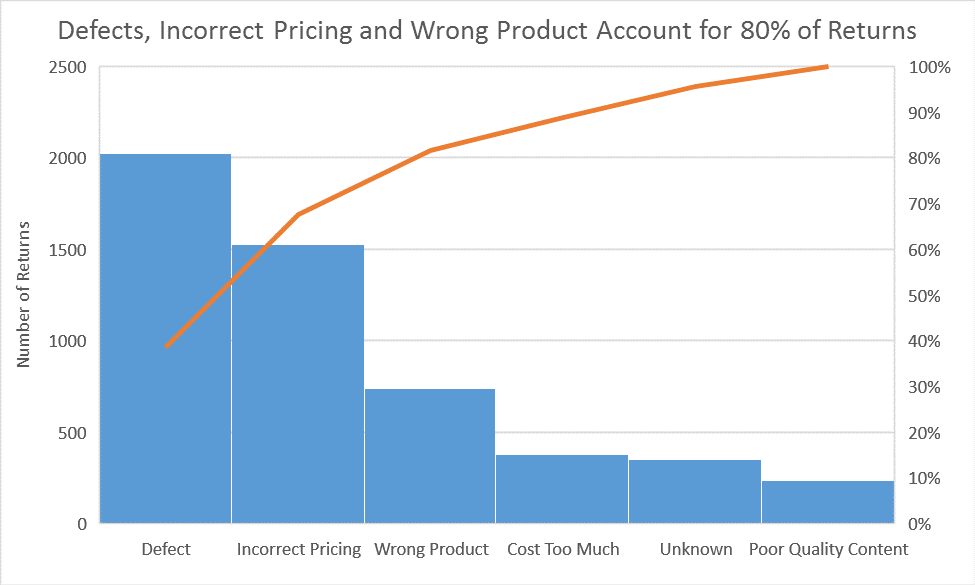 Defects, Incorrect Pricing and Wrong Product Account for 80% of Returns
2500
2000
1500
1000
500
0
Number of Returns
100%
90%
80%
70%
60%
50%
40%
30%
20%
10%
0%
Defect
Incorrect Pricing
Wrong Product
Cost Too Much
Unknown
Poor Quality Content